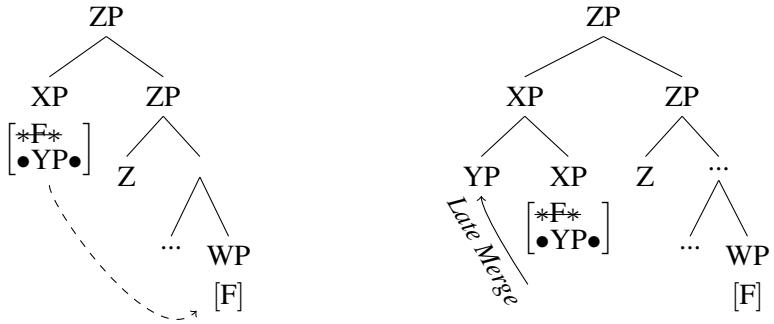 ZP ZP
XP ZP XP ZP
[*F*
●YP●] Z YP XP Z ...
... WP Late Merge [*F*
●YP●] ... WP
[F] [F]